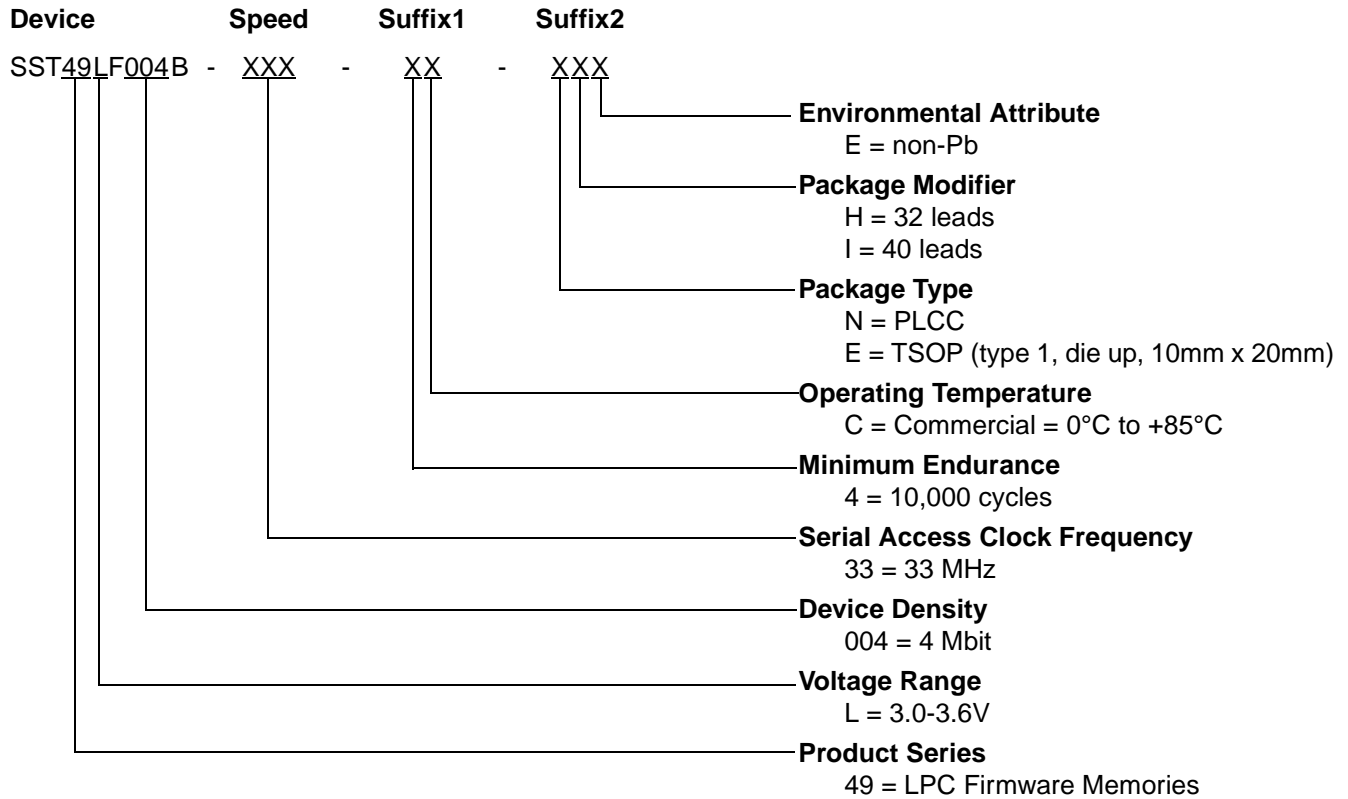 Device Speed Suffix1 Suffix2
SST49LF004B - XXX - XX - XXX
Environmental Attribute
E = non-Pb
Package Modifier
H = 32 leads
I = 40 leads
Package Type
N = PLCC
E = TSOP (type 1, die up, 10mm x 20mm)
Operating Temperature
C = Commercial = 0°C to +85°C
Minimum Endurance
4 = 10,000 cycles
Serial Access Clock Frequency
33 = 33 MHz
Device Density
004 = 4 Mbit
Voltage Range
L = 3.0-3.6V
Product Series
49 = LPC Firmware Memories